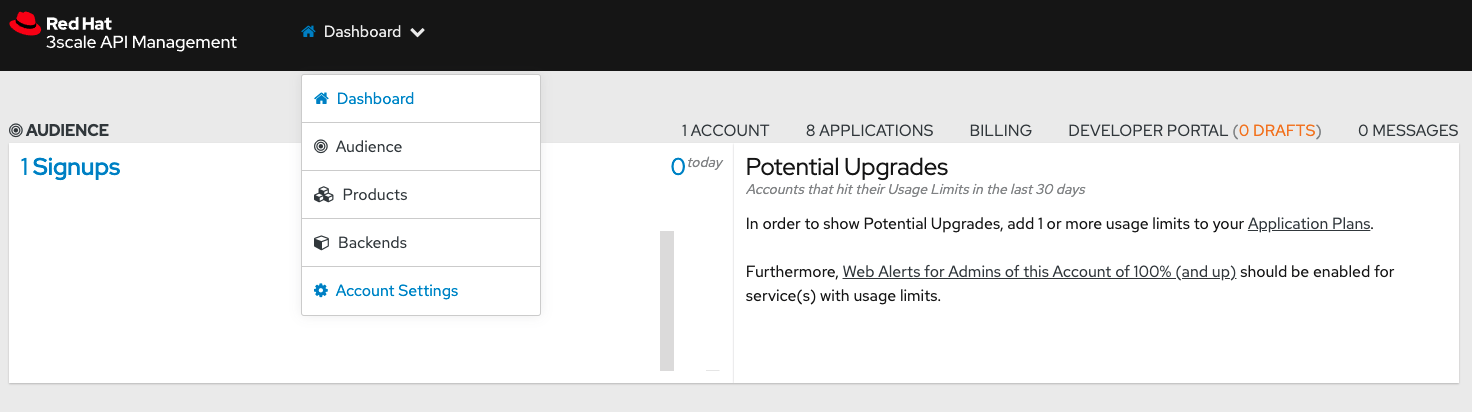 Red Hat
3scale API Management
Dashboard
Dashboard
Audience
Products
Backends
Account Settings
AUDIENCE
1 ACCOUNT 8 APPLICATIONS BILLING DEVELOPER PORTAL (0 DRAFTS) 0 MESSAGES
1 Signups
0 today
Potential Upgrades
Accounts that hit their Usage Limits in the last 30 days
In order to show Potential Upgrades, add 1 or more usage limits to your Application Plans.
Furthermore, Web Alerts for Admins of this Account of 100% (and up) should be enabled for
service(s) with usage limits.